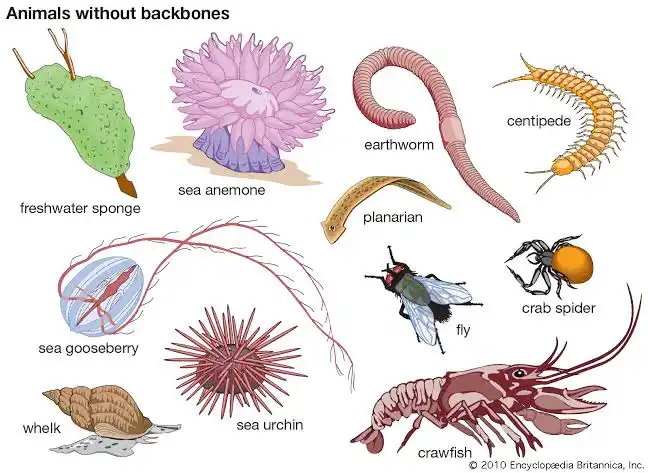 Animals without backbones
centipede
earthworm
sea anemone
freshwater sponge
planarian
crab spider
fly
sea gooseberry
whelk
sea urchin
crawfish
© 2010 Encyclopædia Britannica, Inc.